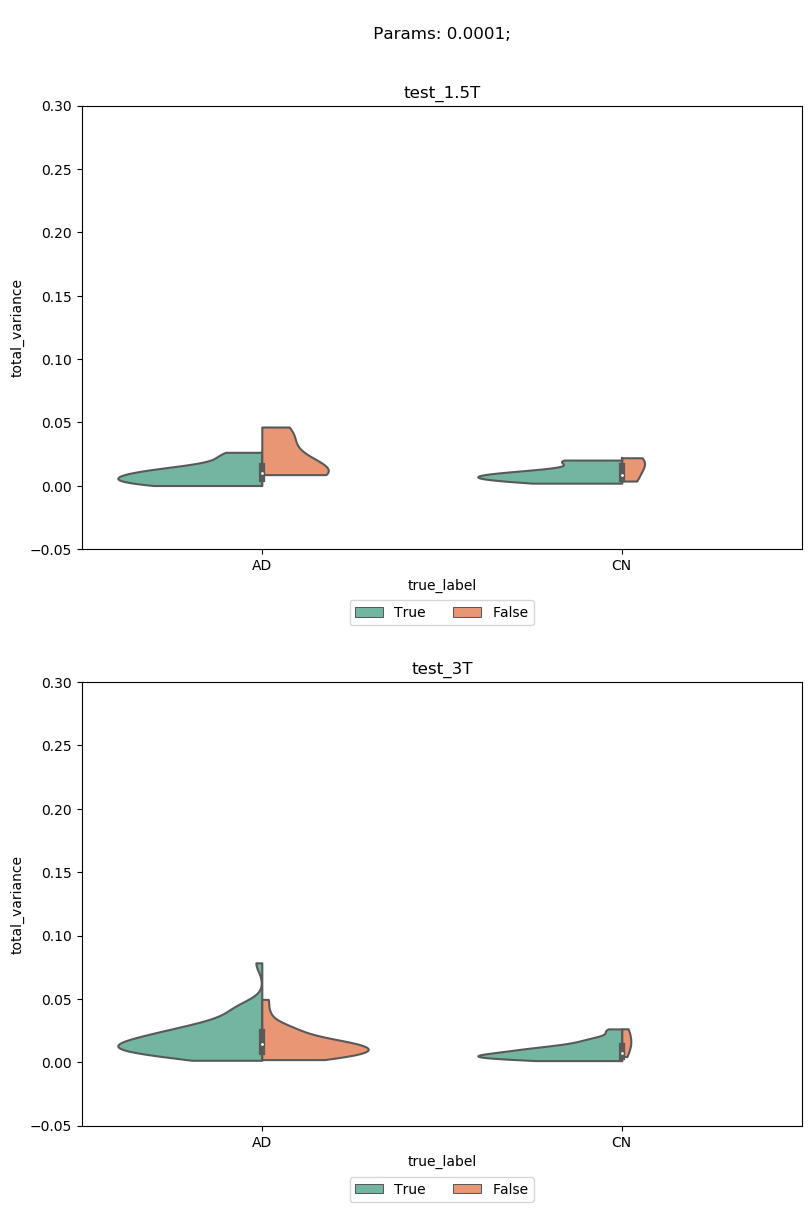 Params: 0.0001;
test_1.5T
0.30
0.25
0.20
0.15
0.10
0.05
0.00
−0.05
total_variance
AD CN
true_label
True False
test_3T
0.30
0.25
0.20
0.15
0.10
0.05
0.00
−0.05
total_variance
AD CN
true_label
True False